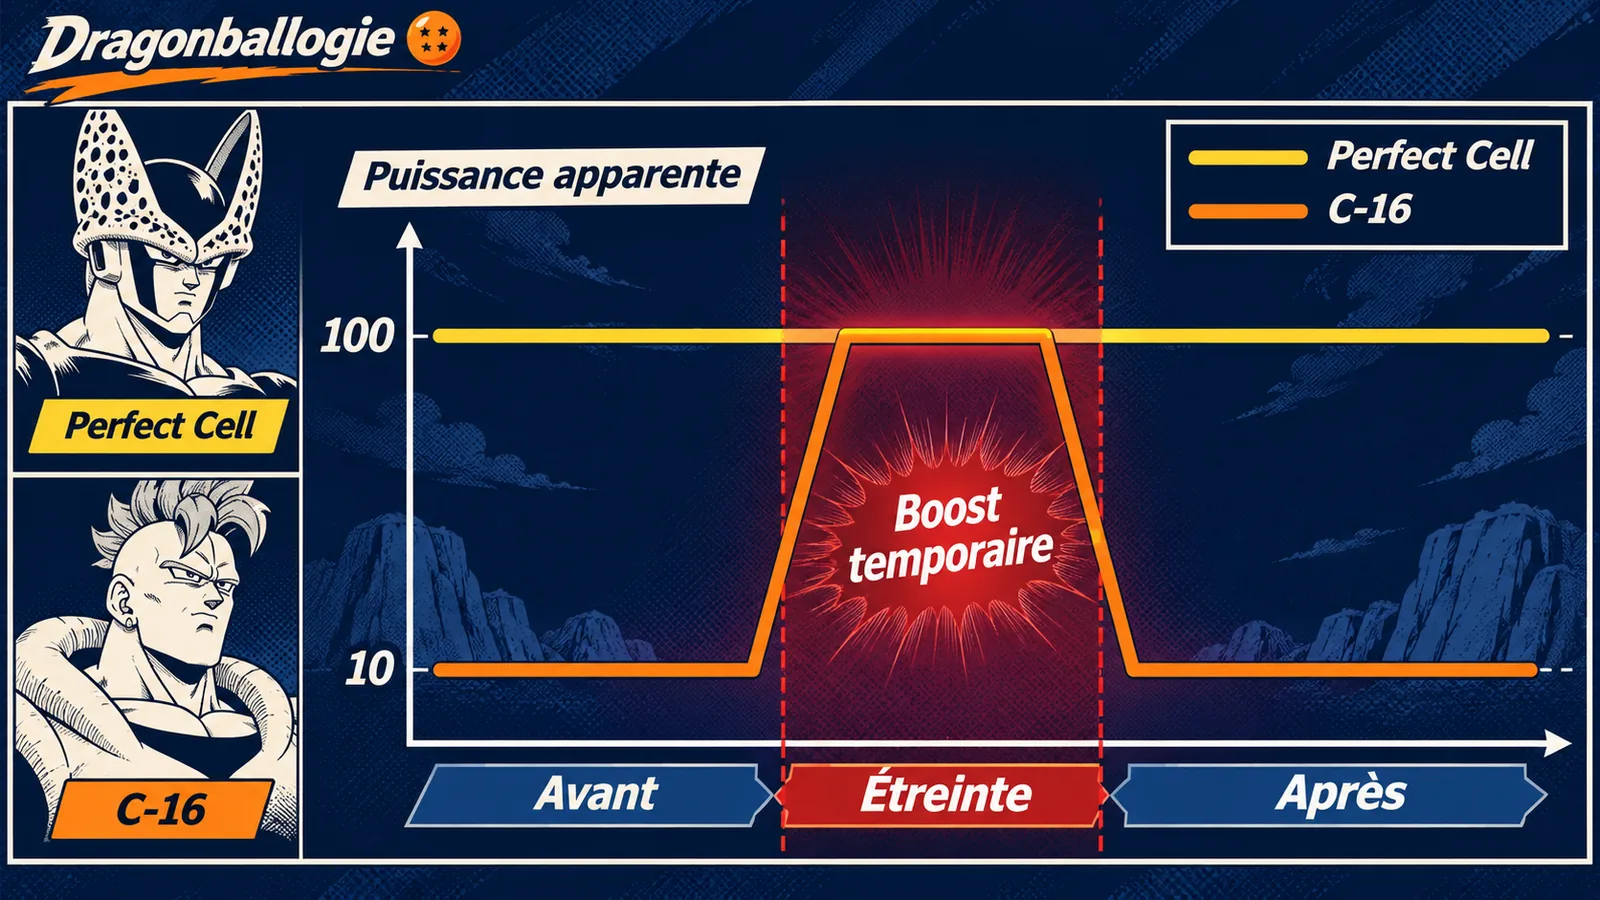 Dragonballogie
Perfect Cell
C-16
Puissance apparente
100
10
Boost
temporaire
Perfect Cell
C-16
Avant
Étreinte
Après